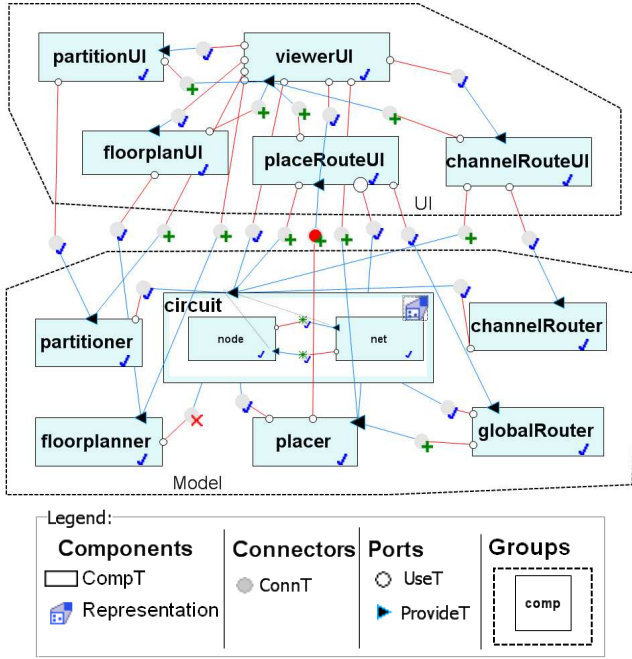 partitionUI
viewerUI
floorplanUI
placeRouteUI
channelRouteUI
UI
circuit
node
net
partitioner
channelRouter
floorplanner
placer
globalRouter
Model
Legend:
Components
Connectors
Ports
Groups
CompT
ConnT
UseT
Representation
ProvideT
comp